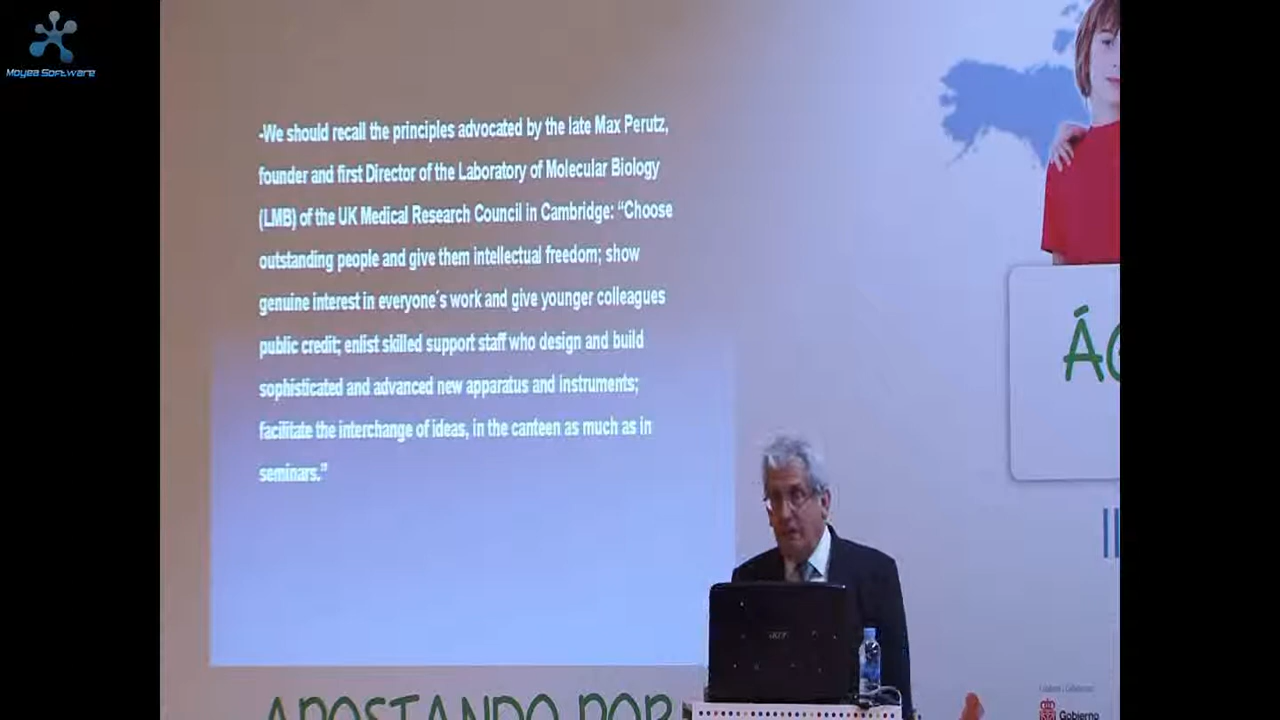 Moyea Software
-We should recall the principles advocated by the late Max Perutz,
founder and first Director of the Laboratory of Molecular Biology
(LMB) of the UK Medical Research Council in Cambridge: “Choose
outstanding people and give them intellectual freedom; show
genuine interest in everyone´s work and give younger colleagues
public credit; enlist skilled support staff who design and build
sophisticated and advanced new apparatus and instruments;
facilitate the interchange of ideas, in the canteen as much as in
seminars.”
acer
APOSTANDO POR
Gobierno